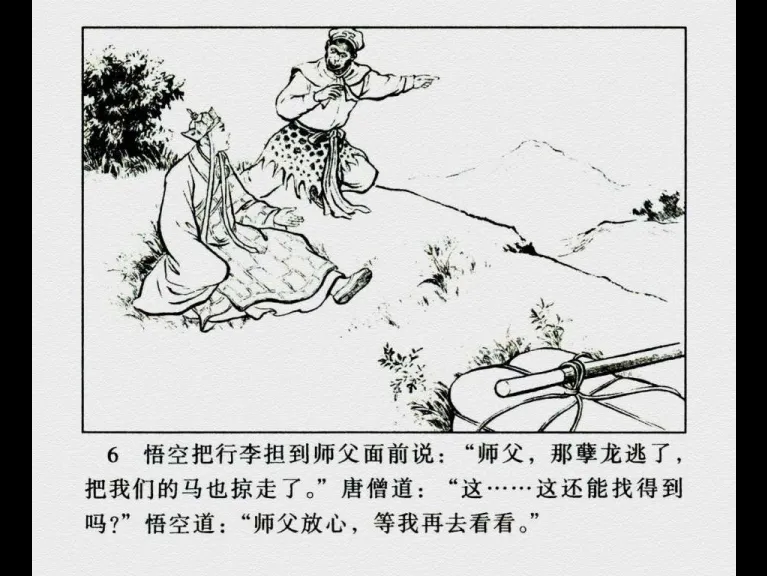 6 悟空把行李担到师父面前说：“师父，那孽龙逃了，
把我们的马也掠走了。”唐僧道：“这……这还能找得到
吗？”悟空道：“师父放心，等我再去看看。”